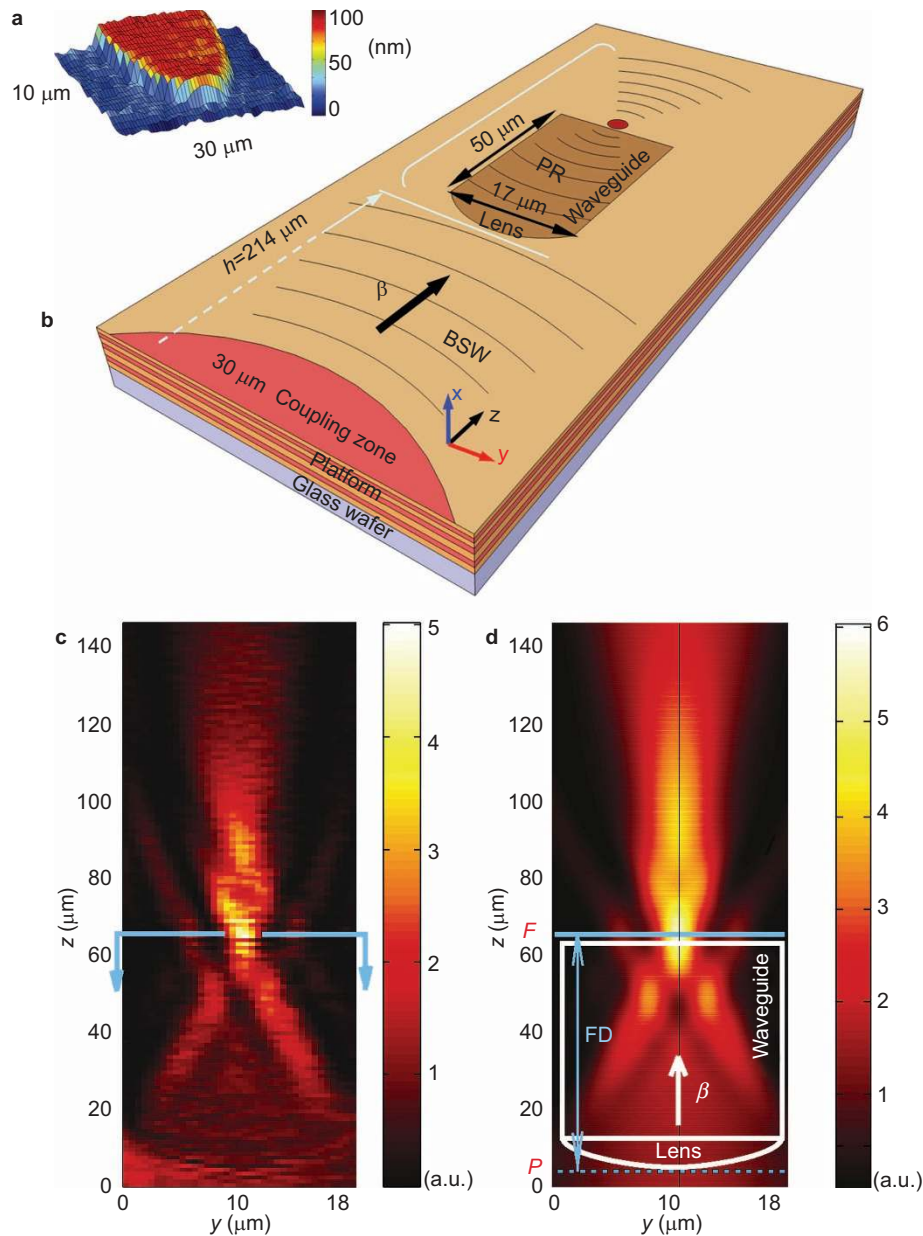 a
100
50
0
(nm)
10 μm
30 μm
50 μm
PR
17 μm
Waveguide
Lens
h=214 μm
β
b
BSW
30 μm Coupling zone
x
z
y
Platform
Glass wafer
c
140
120
100
80
60
40
20
0
z (μm)
0
10
18
y (μm)
5
4
3
2
1
(a.u.)
d
140
120
100
80
60
40
20
0
z (μm)
F
P
FD
Waveguide
β
Lens
0
10
18
y (μm)
6
5
4
3
2
1
(a.u.)